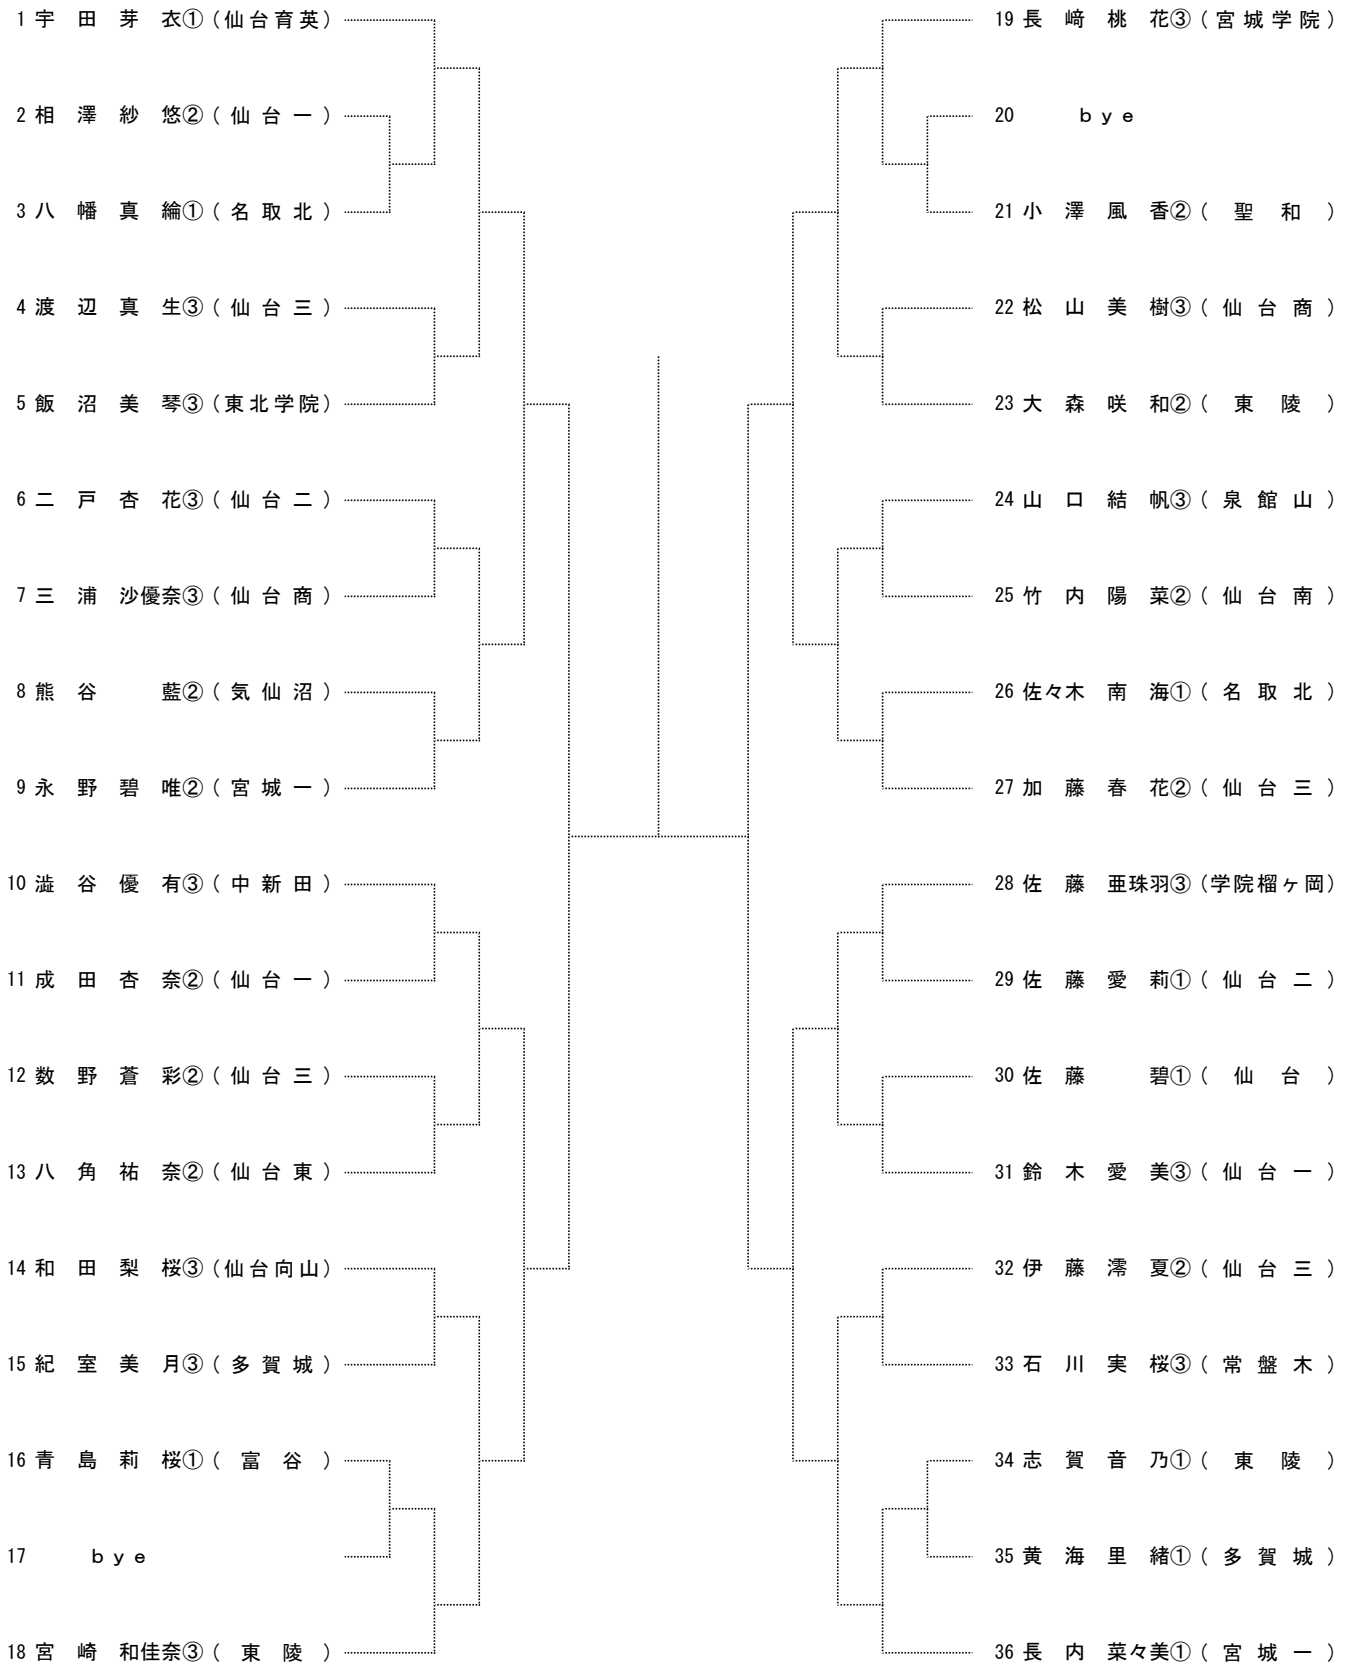 1 宇 田 芽 衣① (仙台育英)
2 相 澤 紗 悠② (仙台一)
3 八 幡 真 綸① (名取北)
4 渡 辺 真 生③ (仙台三)
5 飯 沼 美 琴③ (東北学院)
6 二 戸 杏 花③ (仙台二)
7 三 浦 沙優奈③ (仙台商)
8 熊 谷 藍② (気仙沼)
9 永 野 碧 唯② (宮城一)
10 澁 谷 優 有③ (中新田)
11 成 田 杏 奈② (仙台一)
12 数 野 蒼 彩② (仙台三)
13 八 角 祐 奈② (仙台東)
14 和 田 梨 桜③ (仙台向山)
15 紀 室 美 月③ (多賀城)
16 青 島 莉 桜① (富谷)
17 bye
18 宮 崎 和佳奈③ (東陵)
19 長 﨑 桃 花③ (宮城学院)
20 bye
21 小 澤 風 香② (聖和)
22 松 山 美 樹③ (仙台商)
23 大 森 咲 和② (東陵)
24 山 口 結 帆③ (泉館山)
25 竹 内 陽 菜② (仙台南)
26 佐々木 南 海① (名取北)
27 加 藤 春 花② (仙台三)
28 佐 藤 亜珠羽③ (学院榴ヶ岡)
29 佐 藤 愛 莉① (仙台二)
30 佐 藤 碧① (仙台)
31 鈴 木 愛 美③ (仙台一)
32 伊 藤 澪 夏② (仙台三)
33 石 川 実 桜③ (常盤木)
34 志 賀 音 乃① (東陵)
35 黄 海 里 緒① (多賀城)
36 長 内 菜々美① (宮城一)